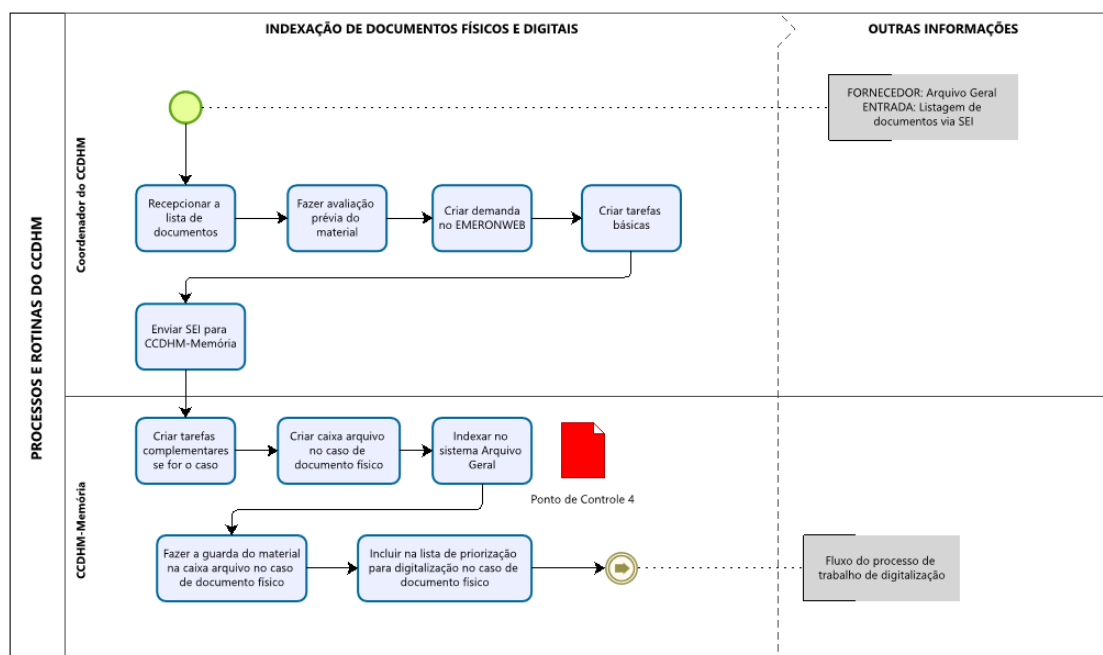 INDEXAÇÃO DE DOCUMENTOS FÍSICOS E DIGITAIS
OUTRAS INFORMAÇÕES
PROCESSOS E ROTINAS DO CCDHM
Coordenador do CCDHM
FORNECEDOR: Arquivo Geral
ENTRADA: Listagem de
documentos via SEI
Recepcionar a
lista de
documentos
Fazer avaliação
prévia do
material
Criar demanda
no EMERONWEB
Criar tarefas
básicas
Enviar SEI para
CCDHM-Memória
CCDHM-Memória
Criar tarefas
complementares
se for o caso
Criar caixa arquivo
no caso de
documento físico
Indexar no
sistema Arquivo
Geral
Ponto de Controle 4
Fazer a guarda do material
na caixa arquivo no caso
de documento físico
Incluir na lista de priorização
para digitalização no caso de
documento físico
Fluxo do processo de
trabalho de digitalização